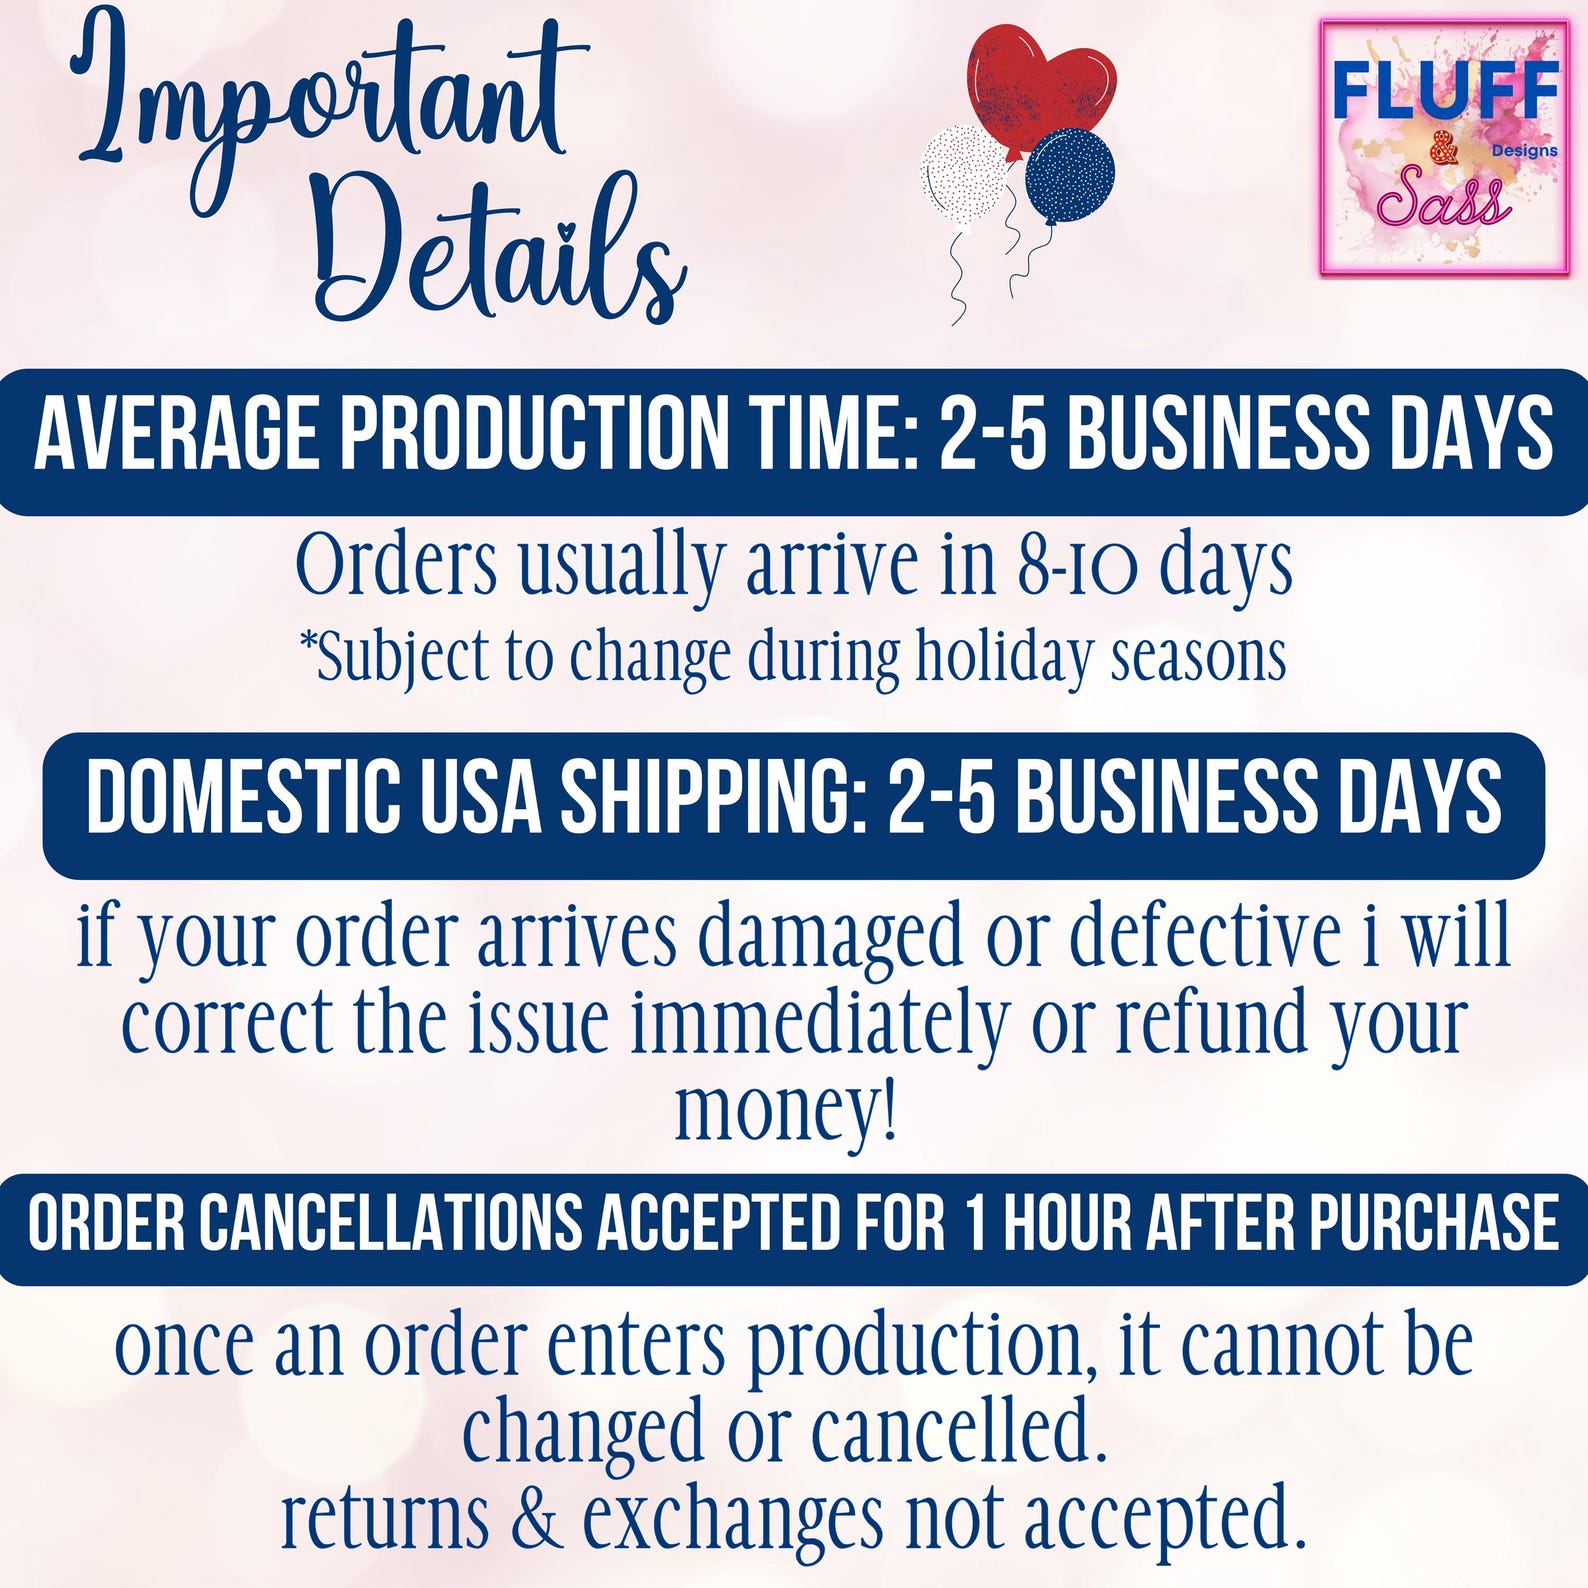 Important
Details
FLUFF
&
Designs
Sass
AVERAGE PRODUCTION TIME: 2-5 BUSINESS DAYS
Orders usually arrive in 8-10 days
*Subject to change during holiday seasons
DOMESTIC USA SHIPPING: 2-5 BUSINESS DAYS
if your order arrives damaged or defective i will
correct the issue immediately or refund your
money!
ORDER CANCELLATIONS ACCEPTED FOR 1 HOUR AFTER PURCHASE
once an order enters production, it cannot be
changed or cancelled.
returns & exchanges not accepted.